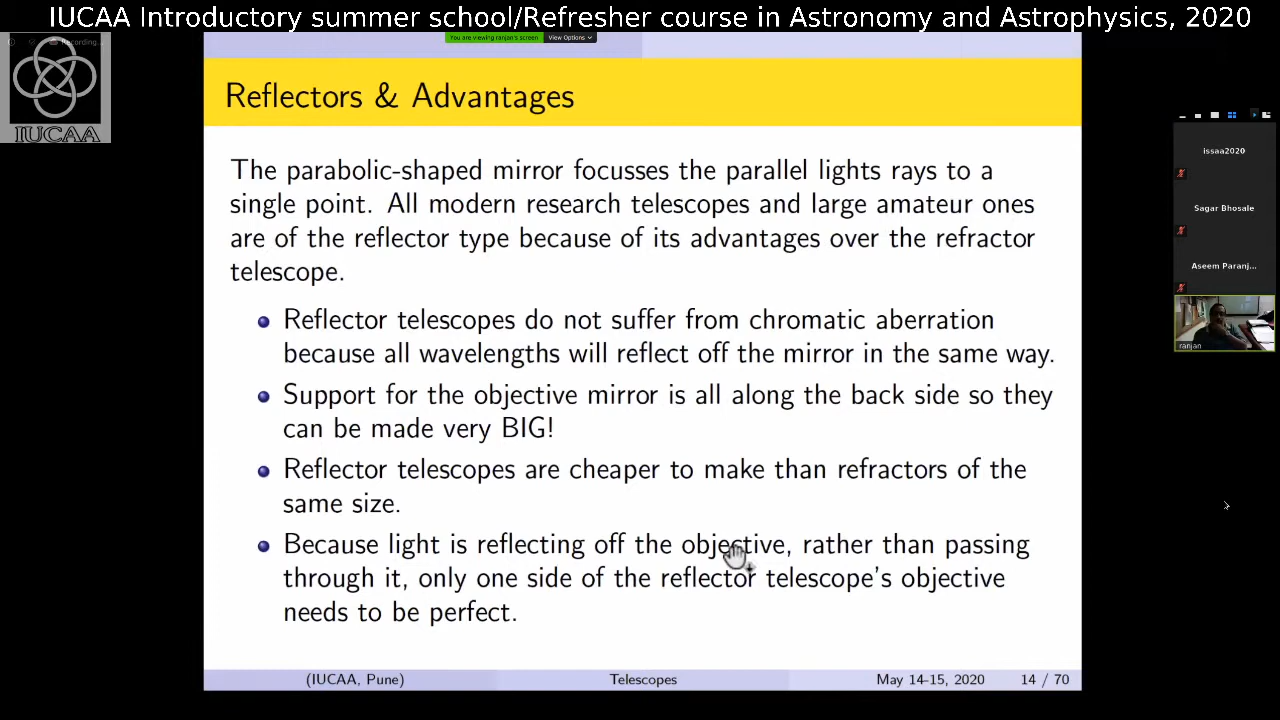 IUCAA Introductory summer school/Refresher course in Astronomy and Astrophysics, 2020
Recording...
You are viewing ranjan's screen
View Options
IUCAA
Reflectors & Advantages
The parabolic-shaped mirror focusses the parallel lights rays to a
single point. All modern research telescopes and large amateur ones
are of the reflector type because of its advantages over the refractor
telescope.
Reflector telescopes do not suffer from chromatic aberration
because all wavelengths will reflect off the mirror in the same way.
Support for the objective mirror is all along the back side so they
can be made very BIG!
Reflector telescopes are cheaper to make than refractors of the
same size.
Because light is reflecting off the objective, rather than passing
through it, only one side of the reflector telescope's objective
needs to be perfect.
(IUCAA, Pune)
Telescopes
May 14-15, 2020
14 / 70
issaa2020
Sagar Bhosale
Aseem Paranj...
ranjan